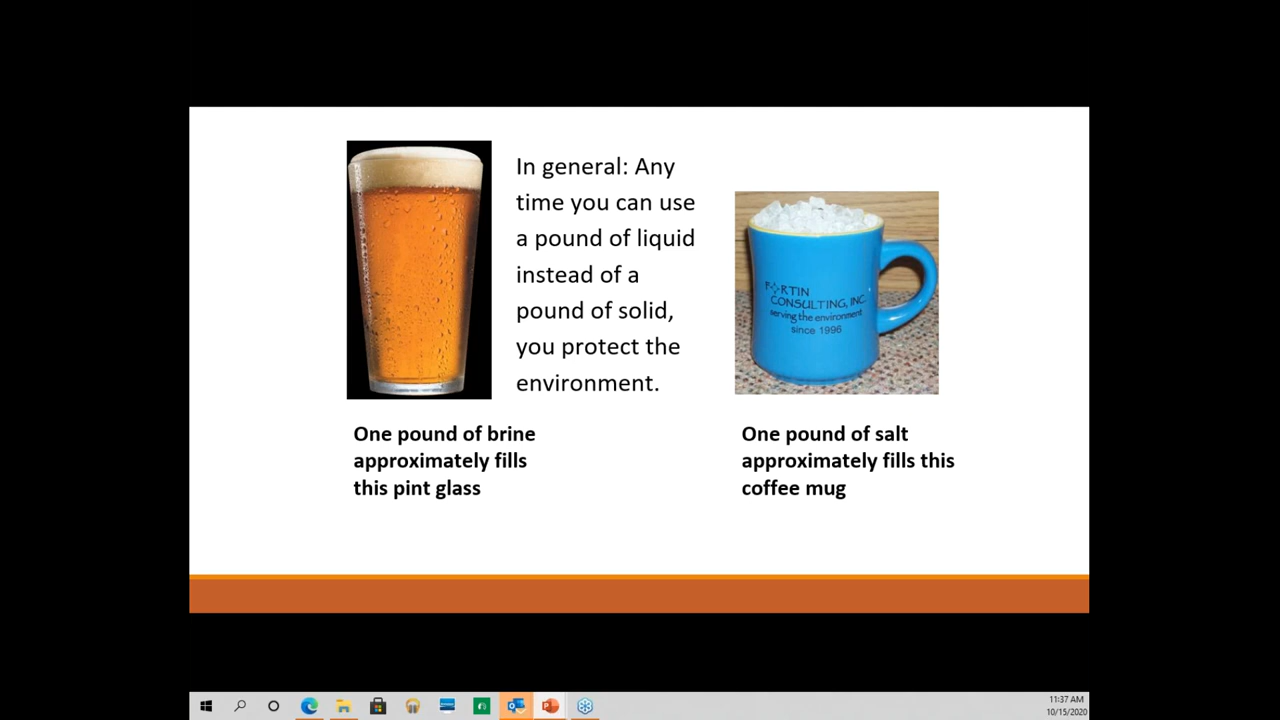 In general: Any
time you can use
a pound of liquid
instead of a
pound of solid,
you protect the
environment.
FORTIN
CONSULTING, INC.
serving the environment
since 1996
One pound of brine
approximately fills
this pint glass
One pound of salt
approximately fills this
coffee mug
11:37 AM
10/15/2020